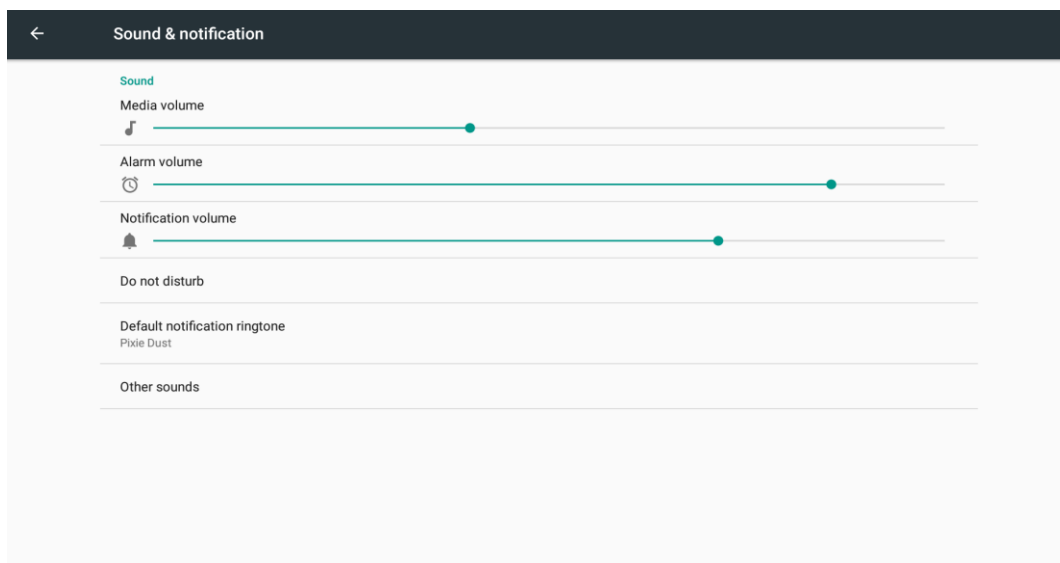 Sound & notification
Sound
Media volume
Alarm volume
Notification volume
Do not disturb
Default notification ringtone
Pixie Dust
Other sounds